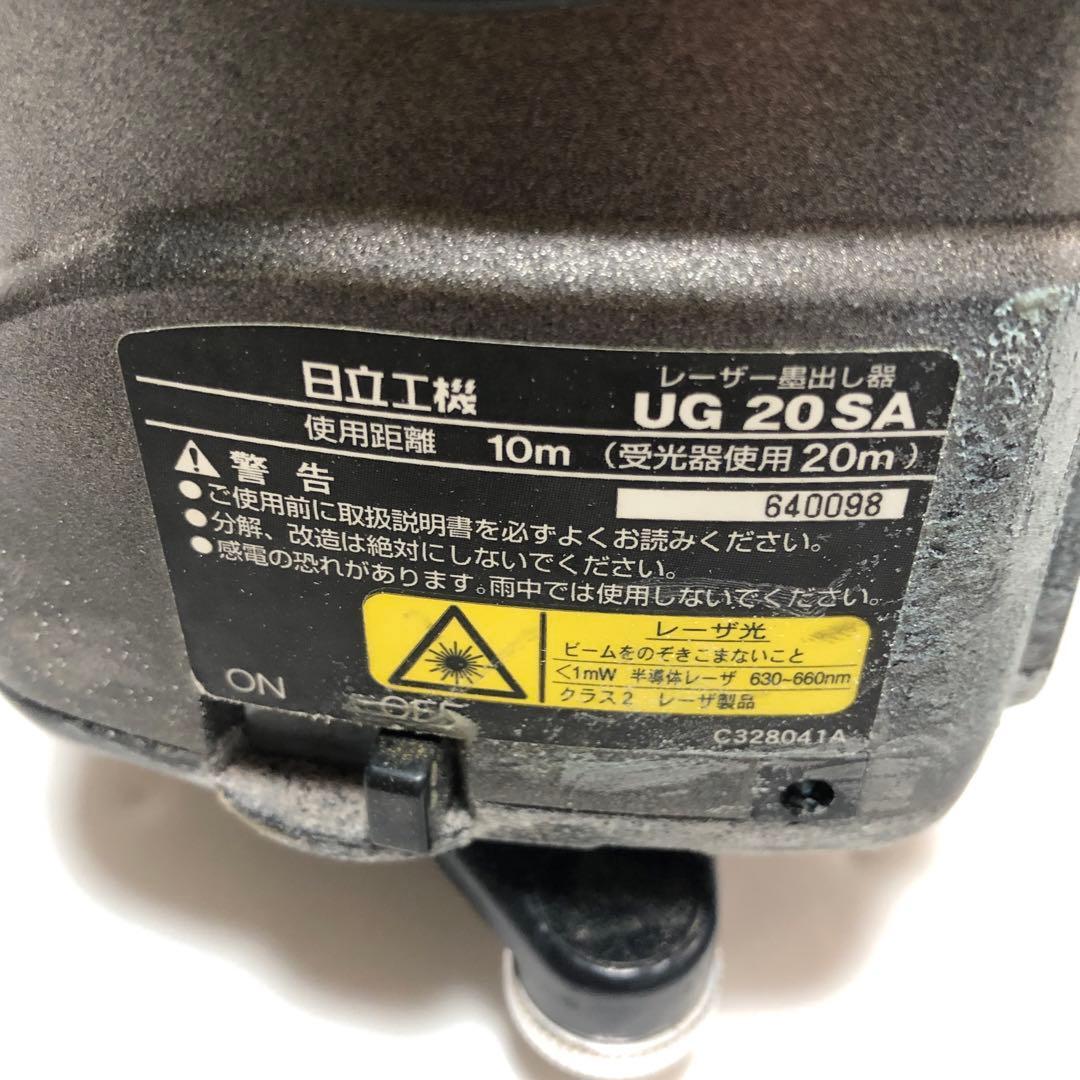 日立工機
レーザー墨出し器
UG 20SA
使用距離 10m (受光器使用20m)
警告
640098
●ご使用前に取扱説明書を必ずよくお読みください。
●分解、改造は絶対にしないでください。
●感電の恐れがあります。雨中では使用しないでください。
レーザ光
ビームをのぞきこまないこと
<1mW 半導体レーザ 630~660nm
クラス2 レーザ製品
ON
OFF
C328041A